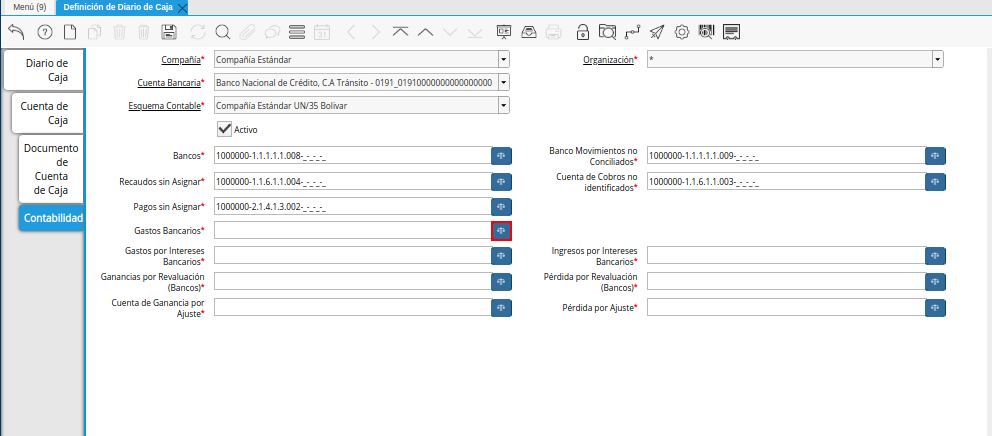 Menú (9)
Definición de Diario de Caja
Diario de
Caja
Cuenta de
Caja
Documento
de
Cuenta
de Caja
Contabilidad
Compañía* Compañía Estándar
Organización* *
Cuenta Bancaria* Banco Nacional de Crédito, C.A Tránsito - 0191_01910000000000000000
Esquema Contable* Compañía Estándar UN/35 Bolivar
Activo
Bancos* 1000000-1.1.1.1.1.008-_-_-_-_
Banco Movimientos no
Conciliados* 1000000-1.1.1.1.1.009-_-_-_-_
Recaudos sin Asignar* 1000000-1.1.6.1.1.004-_-_-_-_
Cuenta de Cobros no
identificados* 1000000-1.1.6.1.1.003-_-_-_-_
Pagos sin Asignar* 1000000-2.1.4.1.3.002-_-_-_-_
Gastos Bancarios*
Gastos por Intereses
Bancarios*
Ingresos por Intereses
Bancarios*
Ganancias por Revaluación
(Bancos)*
Pérdida por Revaluación
(Bancos)*
Cuenta de Ganancia por
Ajuste*
Pérdida por Ajuste*